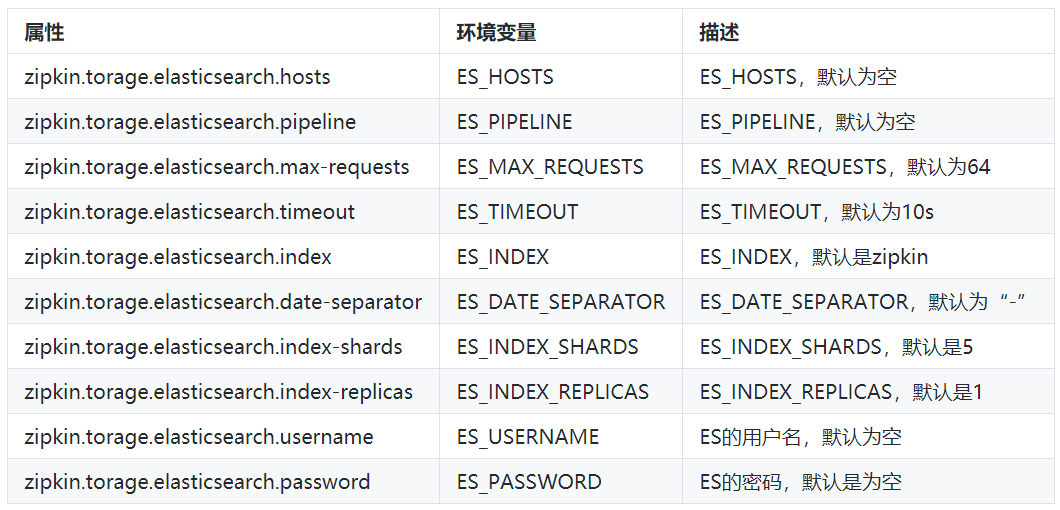 属性 环境变量 描述
zipkin.torage.elasticsearch.hosts ES_HOSTS ES_HOSTS，默认为空
zipkin.torage.elasticsearch.pipeline ES_PIPELINE ES_PIPELINE，默认为空
zipkin.torage.elasticsearch.max-requests ES_MAX_REQUESTS ES_MAX_REQUESTS，默认为64
zipkin.torage.elasticsearch.timeout ES_TIMEOUT ES_TIMEOUT，默认为10s
zipkin.torage.elasticsearch.index ES_INDEX ES_INDEX，默认是zipkin
zipkin.torage.elasticsearch.date-separator ES_DATE_SEPARATOR ES_DATE_SEPARATOR，默认为“-”
zipkin.torage.elasticsearch.index-shards ES_INDEX_SHARDS ES_INDEX_SHARDS，默认是5
zipkin.torage.elasticsearch.index-replicas ES_INDEX_REPLICAS ES_INDEX_REPLICAS，默认是1
zipkin.torage.elasticsearch.username ES_USERNAME ES的用户名，默认为空
zipkin.torage.elasticsearch.password ES_PASSWORD ES的密码，默认是为空